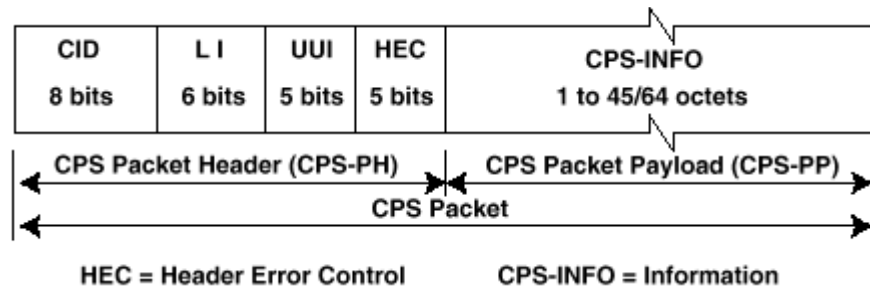 CID L I UUI HEC CPS-INFO
8 bits 6 bits 5 bits 5 bits 1 to 45/64 octets
CPS Packet Header (CPS-PH) CPS Packet Payload (CPS-PP)
CPS Packet
HEC = Header Error Control CPS-INFO = Information